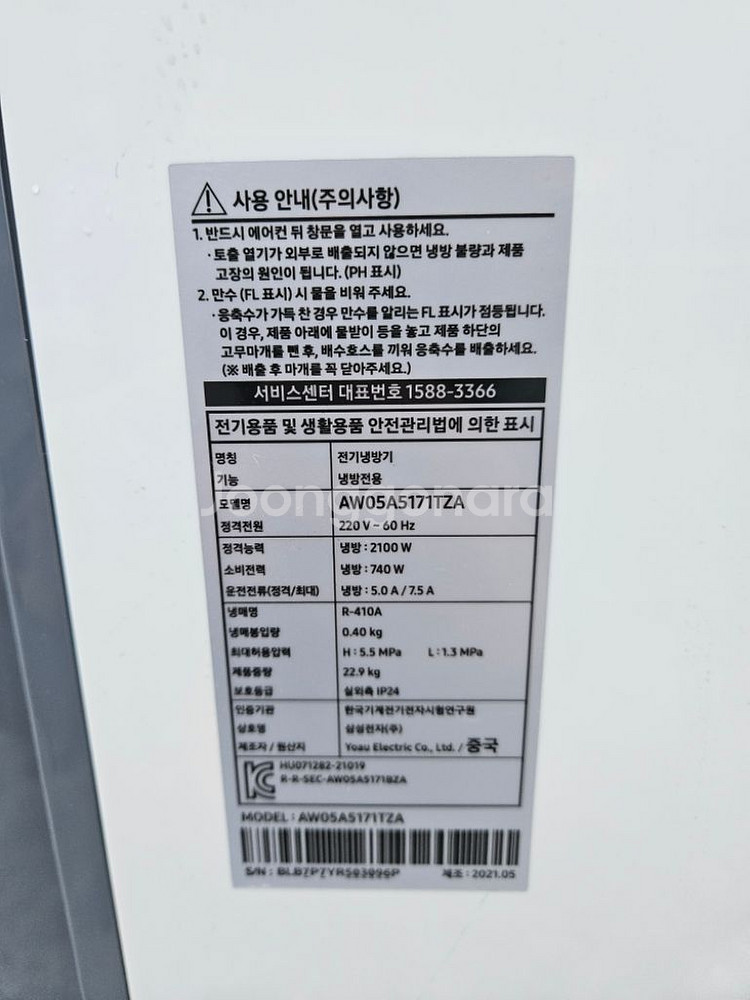 사용 안내(주의사항)
1. 반드시 에어컨 뒤 창문을 열고 사용하세요.
· 토출 열기가 외부로 배출되지 않으면 냉방 불량과 제품
고장의 원인이 됩니다. (PH 표시)
2. 만수 (FL 표시) 시 물을 비워 주세요.
· 응축수가 가득 찬 경우 만수를 알리는 FL 표시가 점등됩니다.
이 경우, 제품 아래에 물받이 등을 놓고 제품 하단의
고무마개를 뺀 후, 배수호스를 끼워 응축수를 배출하세요.
(※ 배출 후 마개를 꼭 닫아주세요.)
서비스센터 대표번호 1588-3366
전기용품 및 생활용품 안전관리법에 의한 표시
명칭 전기냉방기
기능 냉방전용
모델명 AW05A5171TZA
정격전원 220 V ~ 60 Hz
정격능력 냉방 : 2100 W
소비전력 냉방 : 740 W
운전전류(정격/최대) 냉방 : 5.0 A / 7.5 A
냉매명 R-410A
냉매봉입량 0.40 kg
최대허용압력 H : 5.5 MPa L : 1.3 MPa
제품중량 22.9 kg
보호등급 실외측 IP24
인증기관 한국기계전기전자시험연구원
상호명 삼성전자(주)
제조자 / 원산지 Yoau Electric Co., Ltd. / 중국
HU071282-21019
R-R-SEC-AW05A5171BZA
MODEL : AW05A5171TZA
S/N : 제조 : 2021.05
Joonggonara